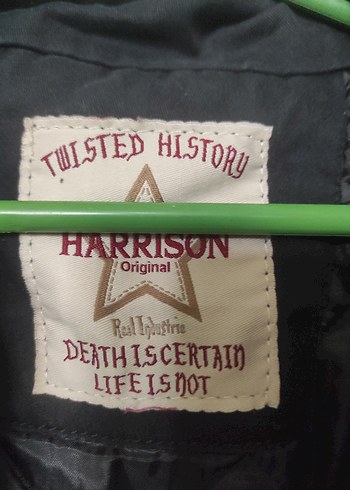 TWISTED HISTORY
HARRISON
Original
Real Industrie
DEATH IS CERTAIN
LIFE IS NOT